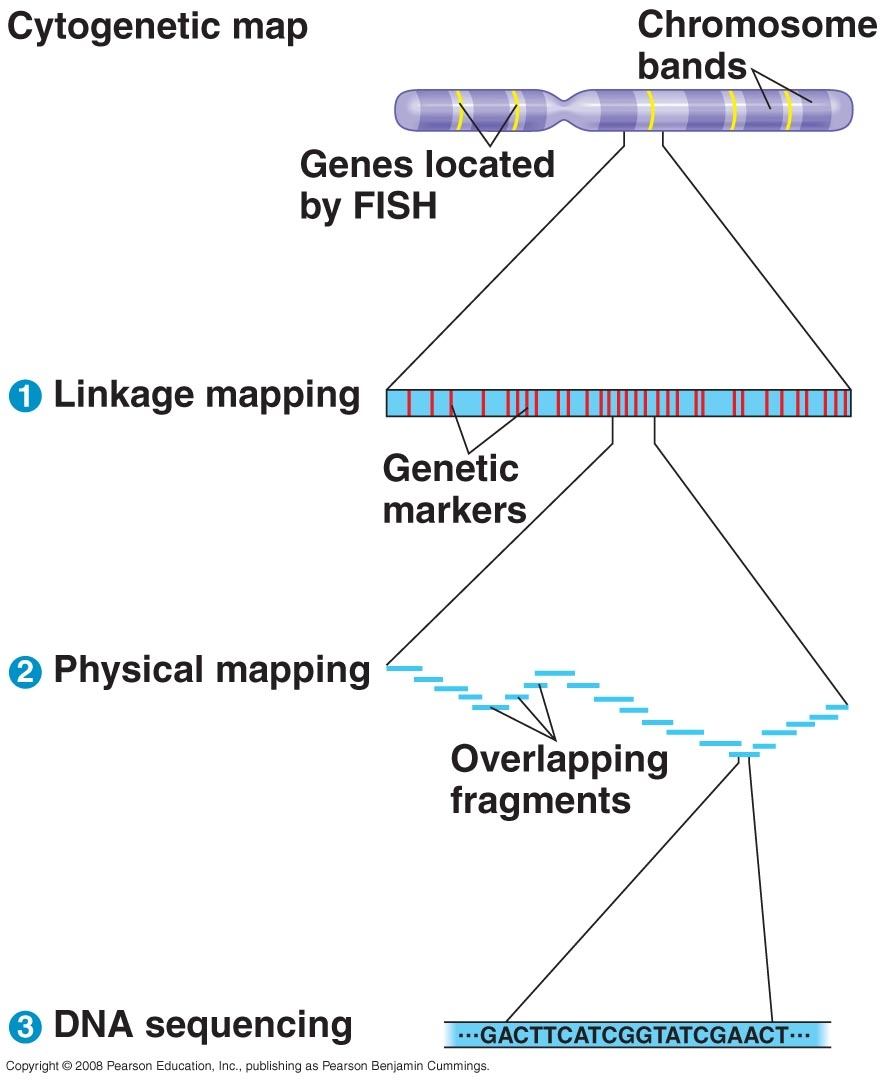 Cytogenetic map
Chromosome
bands
Genes located
by FISH
1 Linkage mapping
Genetic
markers
2 Physical mapping
Overlapping
fragments
3 DNA sequencing
···GACTTCATCGGTATCGAACT···
Copyright © 2008 Pearson Education, Inc., publishing as Pearson Benjamin Cummings.